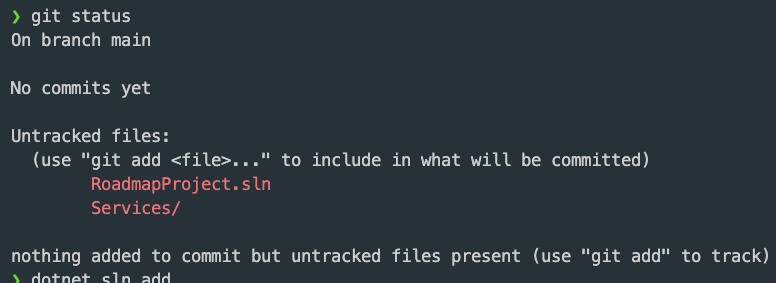 ❯ git status
On branch main
No commits yet
Untracked files:
(use "git add <file>..." to include in what will be committed)
RoadmapProject.sln
Services/
nothing added to commit but untracked files present (use "git add" to track)
❯ dotnet sln add